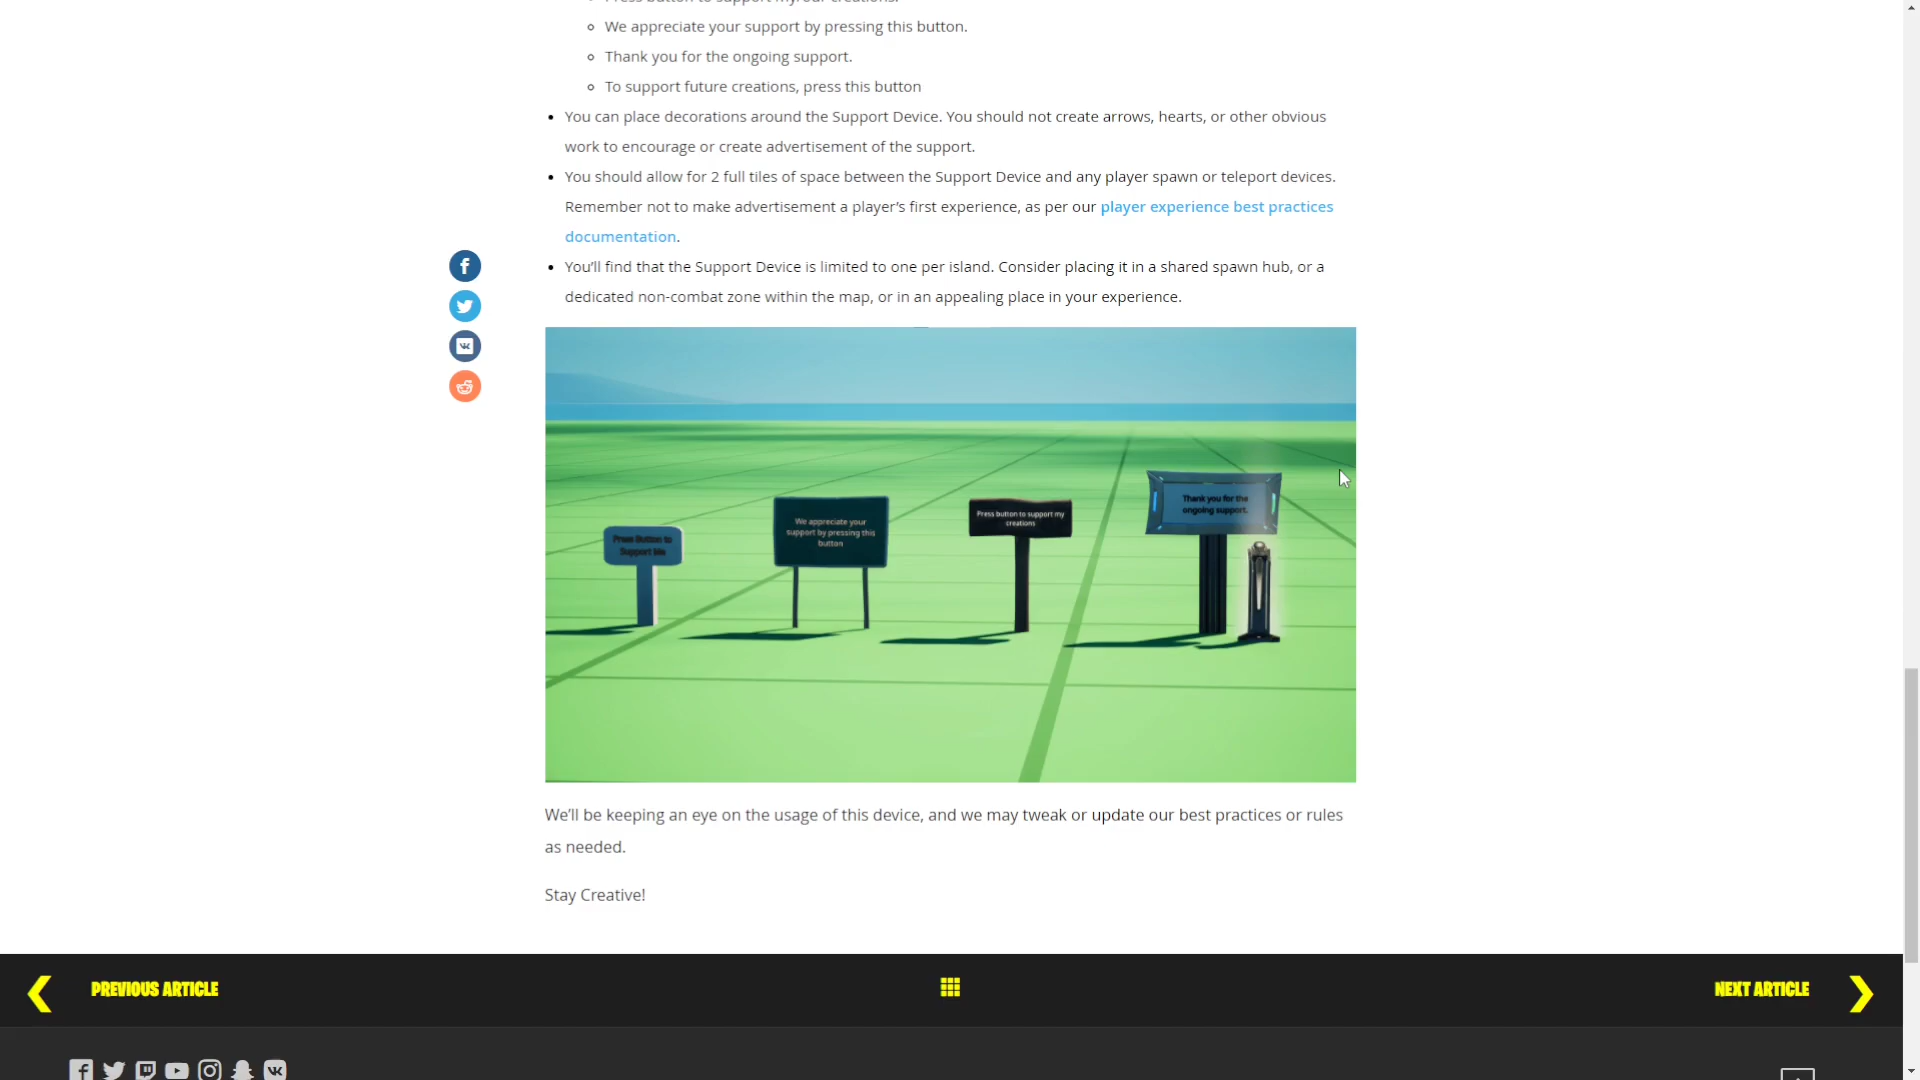 We appreciate your support by pressing this button.
Thank you for the ongoing support.
To support future creations, press this button
You can place decorations around the Support Device. You should not create arrows, hearts, or other obvious
work to encourage or create advertisement of the support.
You should allow for 2 full tiles of space between the Support Device and any player spawn or teleport devices.
Remember not to make advertisement a player’s first experience, as per our player experience best practices
documentation.
You’ll find that the Support Device is limited to one per island. Consider placing it in a shared spawn hub, or a
dedicated non-combat zone within the map, or in an appealing place in your experience.
Press Button to
Support Me
We appreciate your
support by pressing this
button
Press button to support my
creations
Thank you for the
ongoing support.
We’ll be keeping an eye on the usage of this device, and we may tweak or update our best practices or rules
as needed.
Stay Creative!
PREVIOUS ARTICLE
NEXT ARTICLE